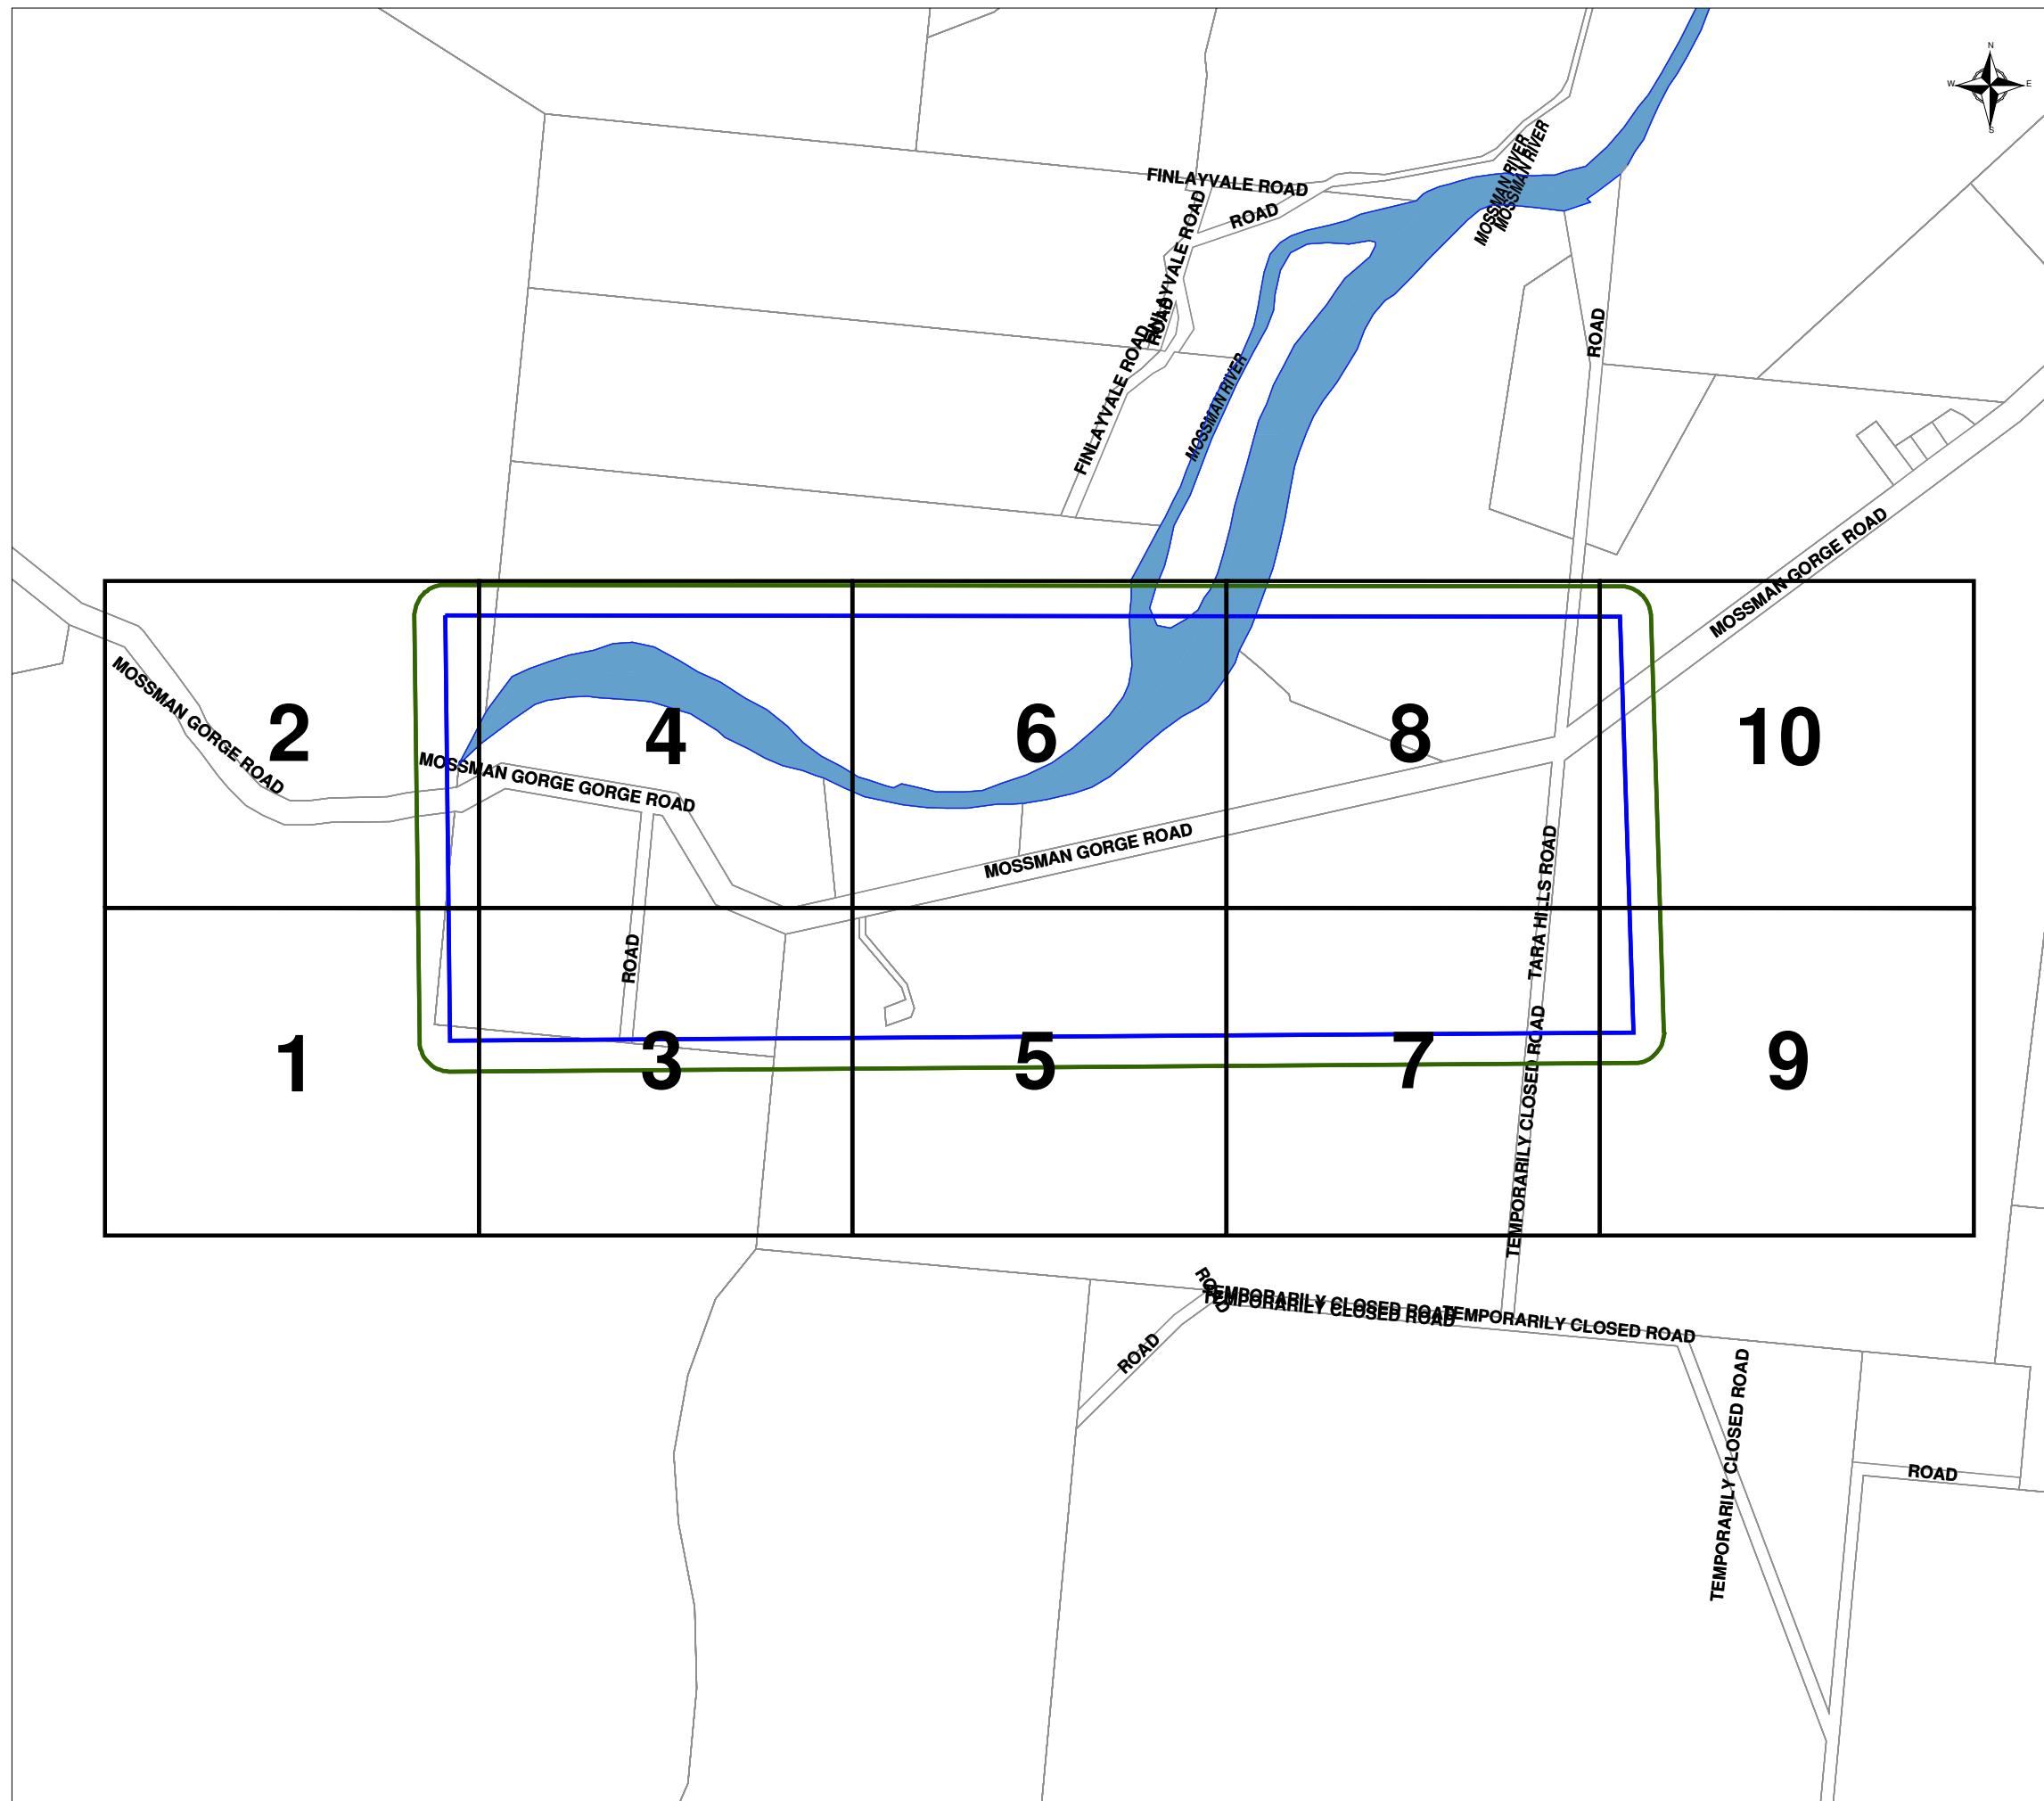 N
W E
S
MOSSMAN RIVER
MOSSMAN RIVER
FINLAYVALE ROAD
ROAD
FINLAYVALE ROAD
ROAD
FINLAYVALE ROAD
MOSSMAN RIVER
ROAD
MOSSMAN GORGE ROAD
MOSSMAN GORGE ROAD
2
4
6
8
10
MOSSMAN GORGE GORGE ROAD
MOSSMAN GORGE ROAD
TARA HILLS ROAD
ROAD
1
3
5
7
9
TEMPORARILY CLOSED ROAD
ROAD
TEMPORARILY CLOSED ROAD
TEMPORARILY CLOSED ROAD
TEMPORARILY CLOSED ROAD
ROAD
TEMPORARILY CLOSED ROAD
ROAD